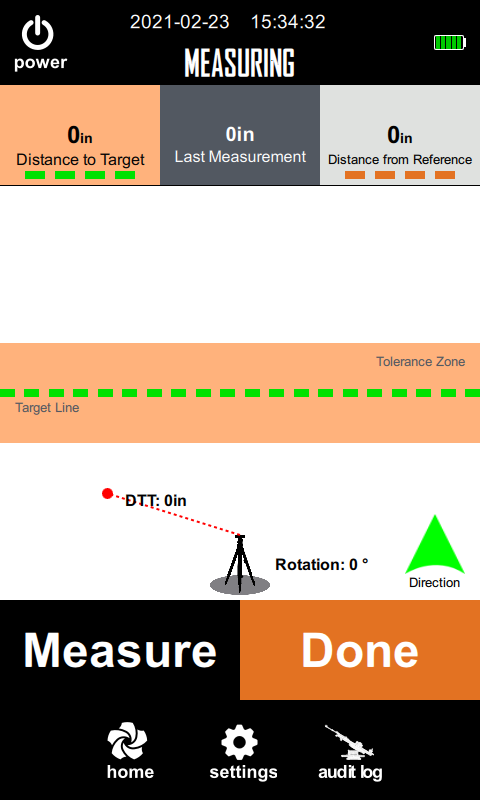 2021-02-23 15:34:32
power
MEASURING
0in
Distance to Target
0in
Last Measurement
0in
Distance from Reference
Tolerance Zone
Target Line
DTT: 0in
Rotation: 0 °
Direction
Measure
Done
home
settings
audit log